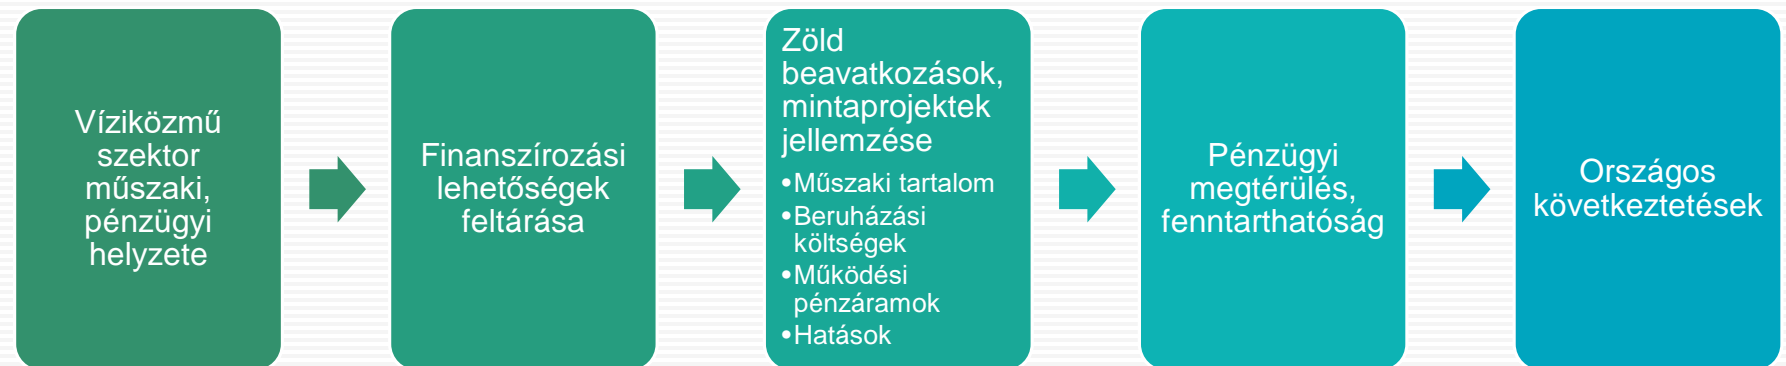 Víziközmű
szektor
műszaki,
pénzügyi
helyzete
Finanszírozási
lehetőségek
feltárása
Zöld
beavatkozások,
mintaprojektek
jellemzése
•Műszaki tartalom
•Beruházási
költségek
•Működési
pénzáramok
•Hatások
Pénzügyi
megtérülés,
fenntarthatóság
Országos
következtetések